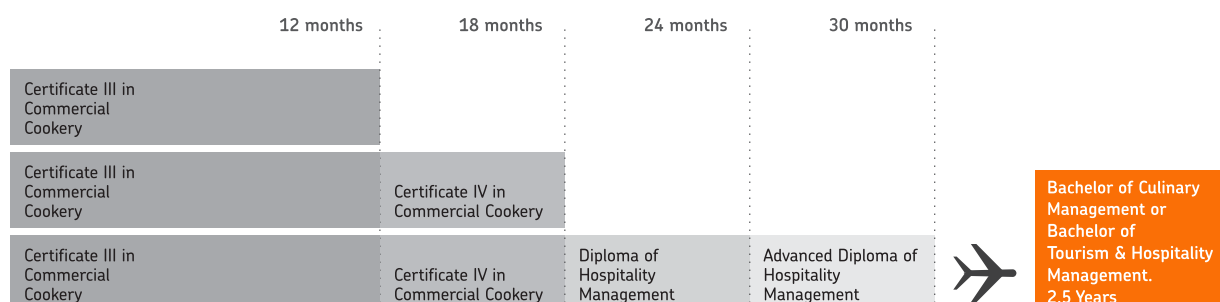 12 months
18 months
24 months
30 months
Certificate III in
Commercial
Cookery
Certificate III in
Commercial
Cookery
Certificate IV in
Commercial Cookery
Certificate III in
Commercial
Cookery
Certificate IV in
Commercial Cookery
Diploma of
Hospitality
Management
Advanced Diploma of
Hospitality
Management
Bachelor of Culinary
Management or
Bachelor of
Tourism & Hospitality
Management.
2.5 Years